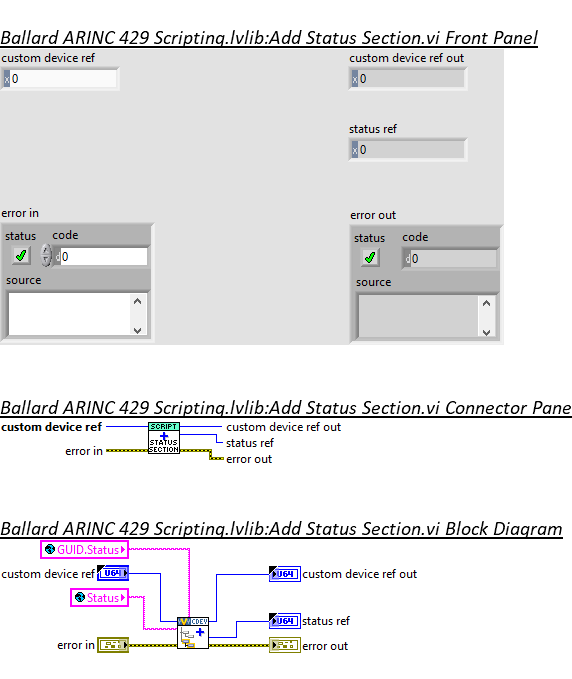 Ballard ARINC 429 Scripting.lvlib:Add Status Section.vi Front Panel
custom device ref
custom device ref out
x 0
x 0
status ref
x 0
error in
error out
status code
status code
d 0
d 0
source
source
Ballard ARINC 429 Scripting.lvlib:Add Status Section.vi Connector Pane
custom device ref
SCRIPT
custom device ref out
STATUS
status ref
error in
SECTION
error out
Ballard ARINC 429 Scripting.lvlib:Add Status Section.vi Block Diagram
GUID.Status
custom device ref
U64
U64
custom device ref out
Status
CDEV
U64
status ref
error in
error out